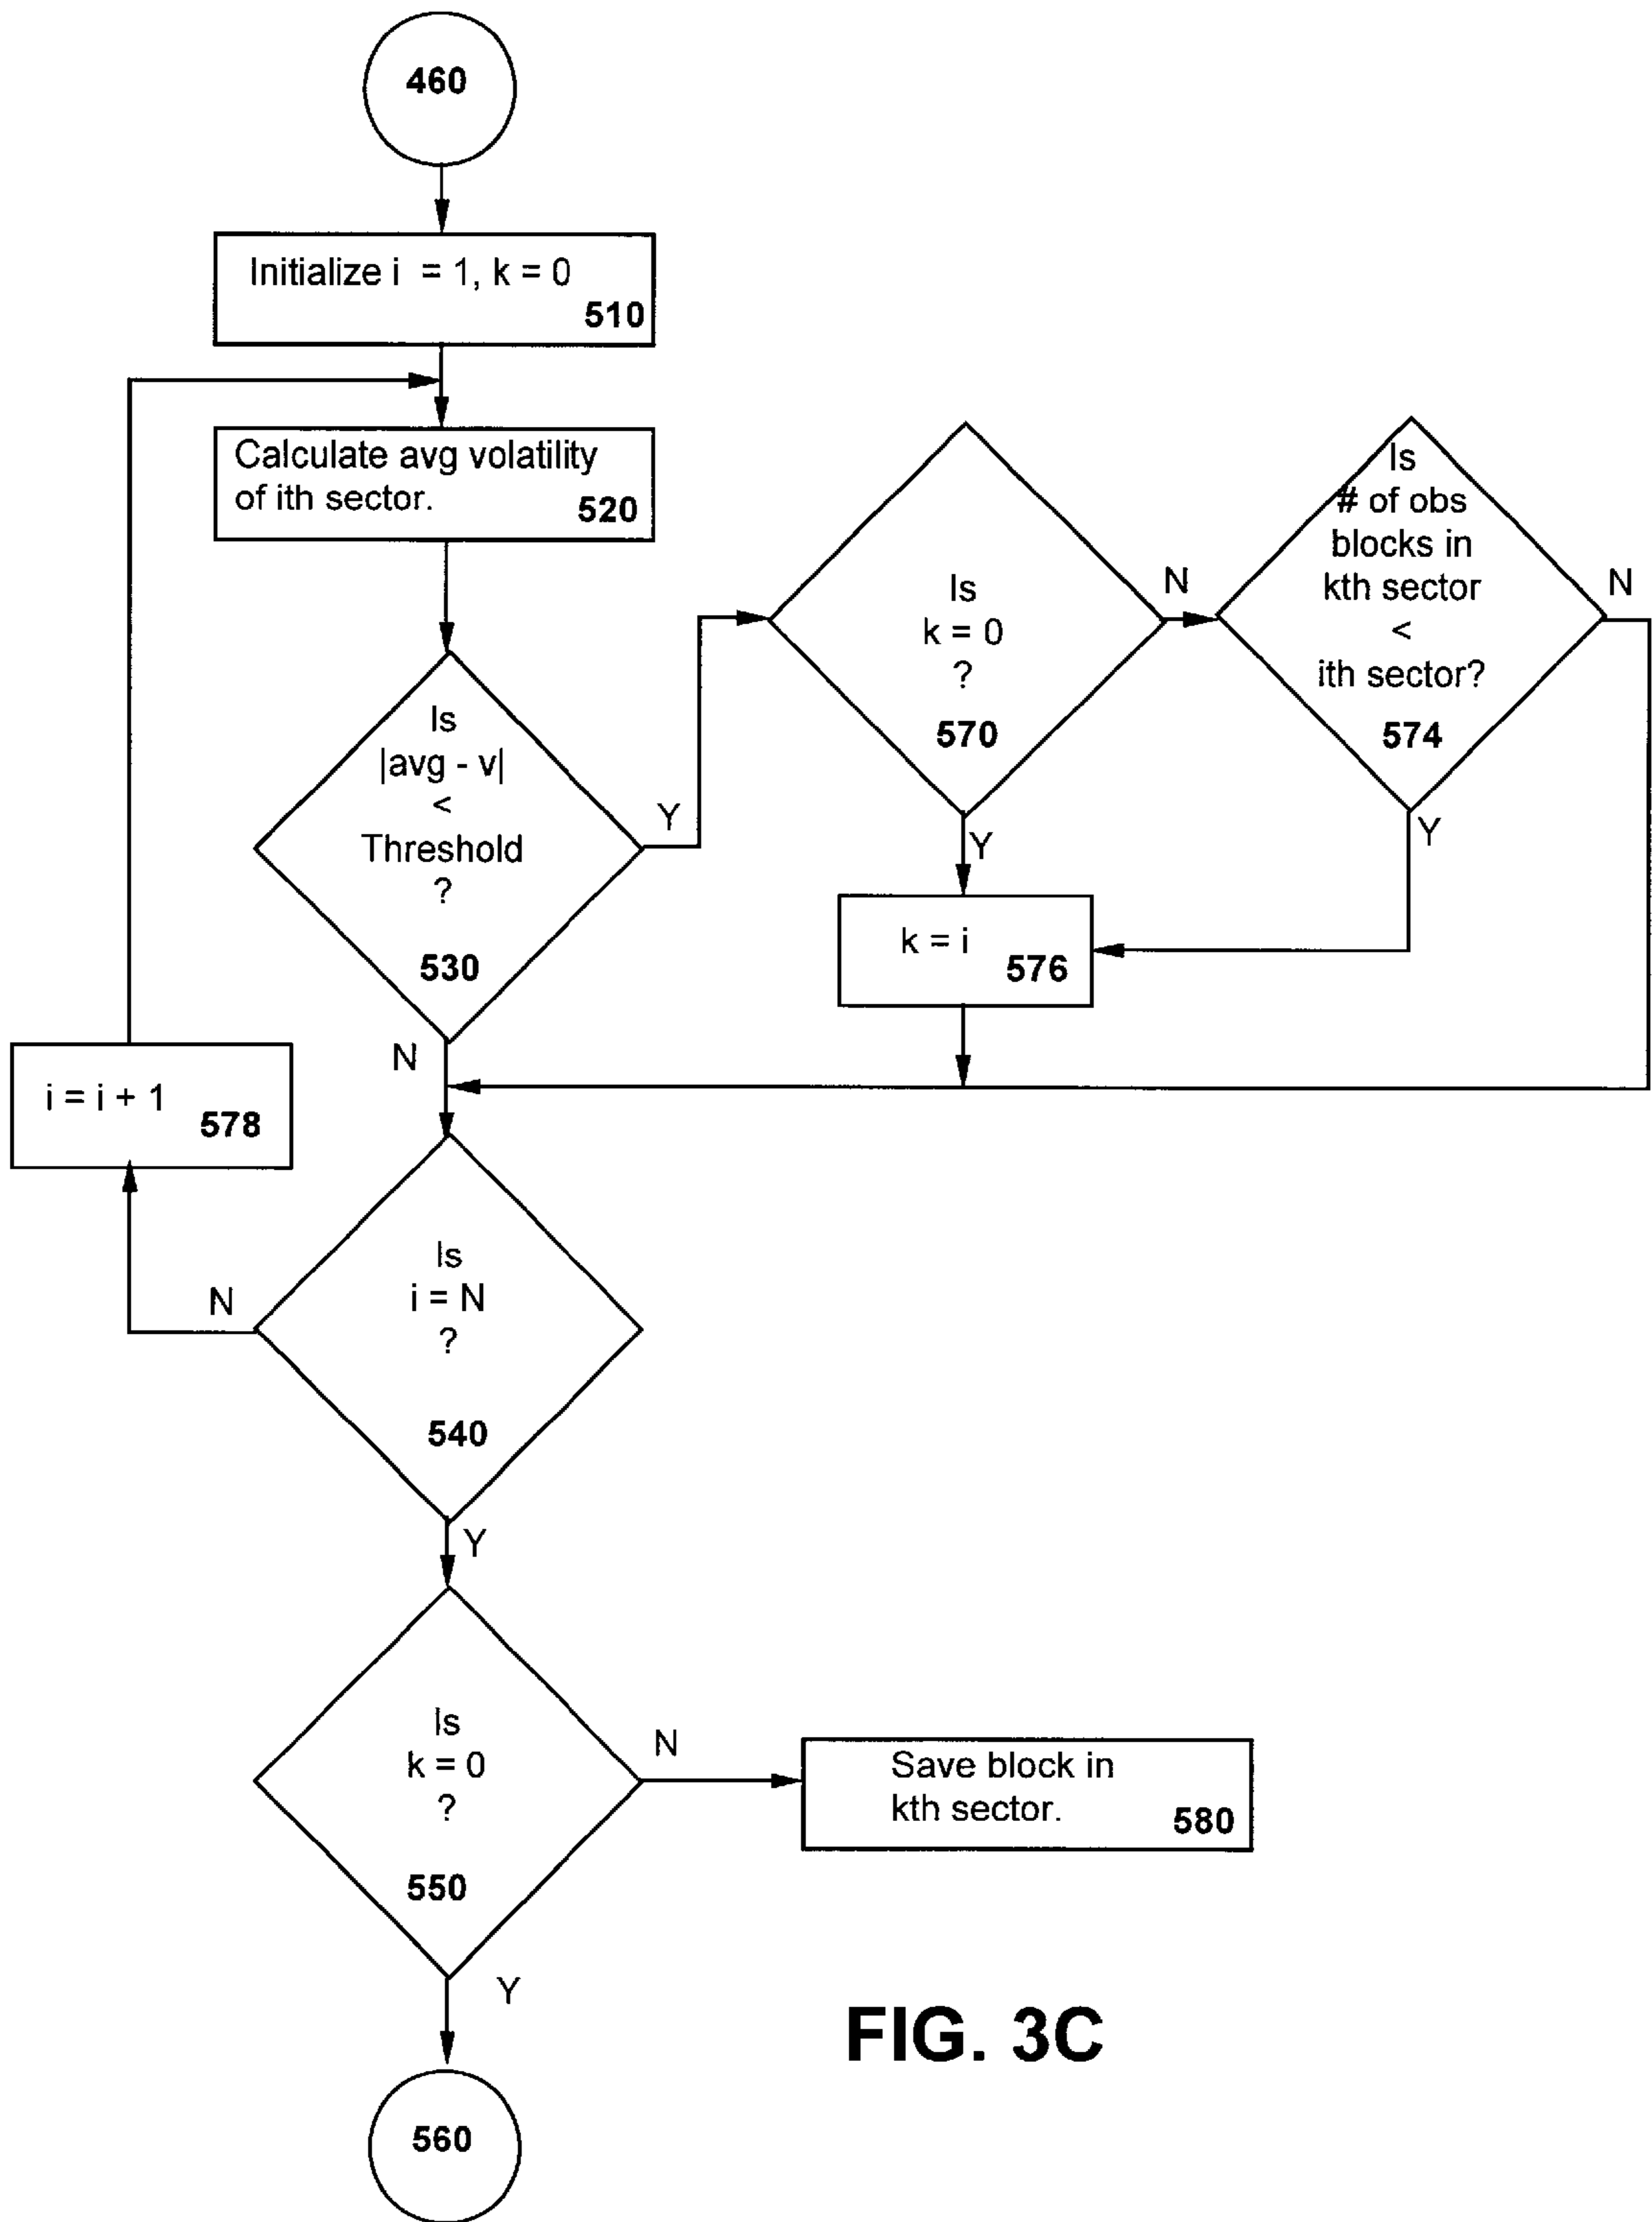 460
Initialize i = 1, k = 0
510
Calculate avg volatility
of ith sector.
520
Is
|avg - v|
<
Threshold
?
530
Y
N
Is
k = 0
?
570
N
Y
Is
# of obs
blocks in
kth sector
<
ith sector?
574
N
Y
k = i
576
i = i + 1
578
Is
i = N
?
540
N
Y
Is
k = 0
?
550
N
Y
Save block in
kth sector.
580
560
FIG. 3C